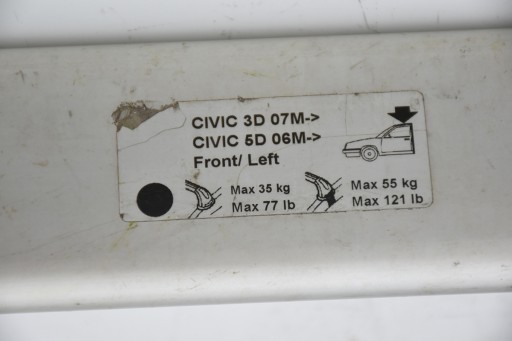 CIVIC 3D 07M->
CIVIC 5D 06M->
Front/ Left
Max 35 kg
Max 77 lb
Max 55 kg
Max 121 lb